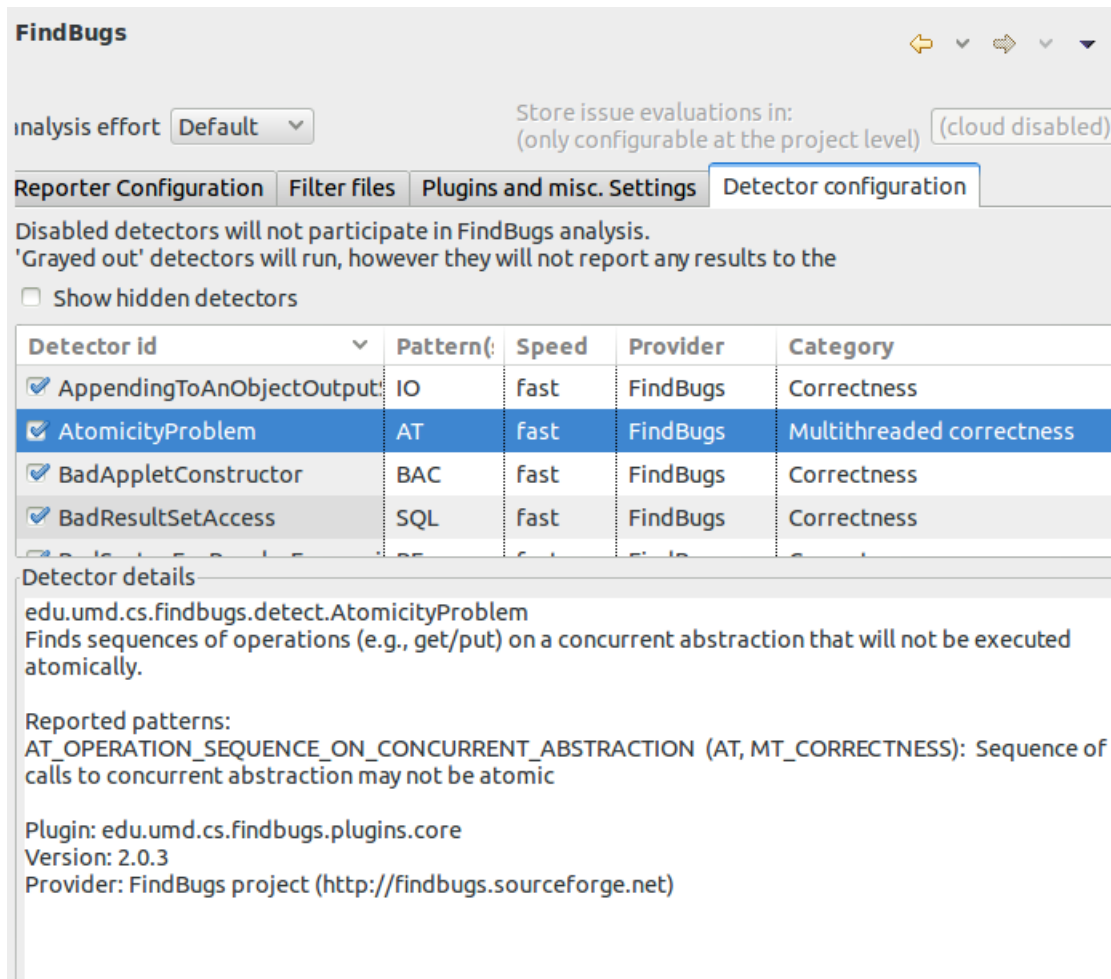 FindBugs
analysis effort Default
Store issue evaluations in:
(only configurable at the project level) (cloud disabled)
Reporter Configuration Filter files Plugins and misc. Settings Detector configuration
Disabled detectors will not participate in FindBugs analysis.
'Grayed out' detectors will run, however they will not report any results to the
Show hidden detectors
Detector id Pattern(s Speed Provider Category
AppendingToAnObjectOutputS IO fast FindBugs Correctness
AtomicityProblem AT fast FindBugs Multithreaded correctness
BadAppletConstructor BAC fast FindBugs Correctness
BadResultSetAccess SQL fast FindBugs Correctness
Detector details
edu.umd.cs.findbugs.detect.AtomicityProblem
Finds sequences of operations (e.g., get/put) on a concurrent abstraction that will not be executed
atomically.
Reported patterns:
AT_OPERATION_SEQUENCE_ON_CONCURRENT_ABSTRACTION (AT, MT_CORRECTNESS): Sequence of
calls to concurrent abstraction may not be atomic
Plugin: edu.umd.cs.findbugs.plugins.core
Version: 2.0.3
Provider: FindBugs project (http://findbugs.sourceforge.net)